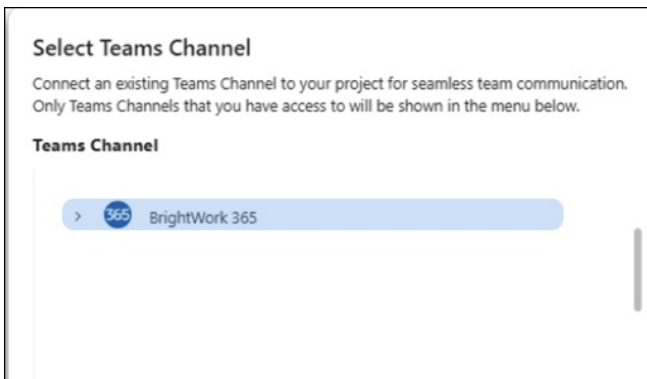 Select Teams Channel
Connect an existing Teams Channel to your project for seamless team communication.
Only Teams Channels that you have access to will be shown in the menu below.
Teams Channel
365 BrightWork 365